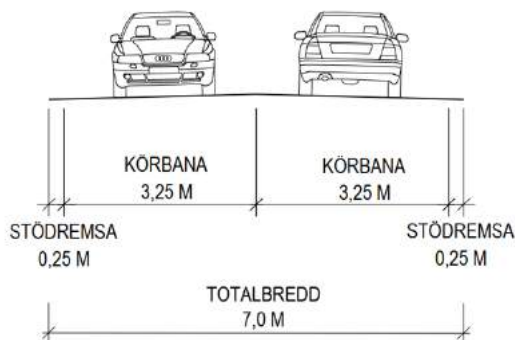 KÖRBANA
3,25 M
KÖRBANA
3,25 M
STÖDREMSA
0,25 M
STÖDREMSA
0,25 M
TOTALBREDD
7,0 M